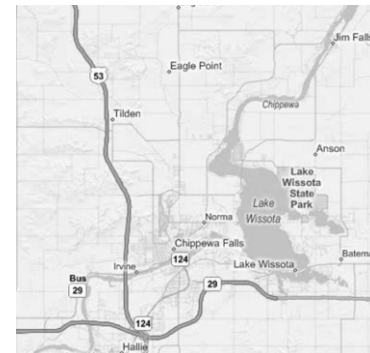 Jim Falls
Eagle Point
53
Chippewa
Tilden
Anson
Lake
Wissota
State
Park
Lake
Wissota
Norma
Chippewa Falls
124
Irvine
Lake Wissota
Batema
Bus
29
29
124
Hallie